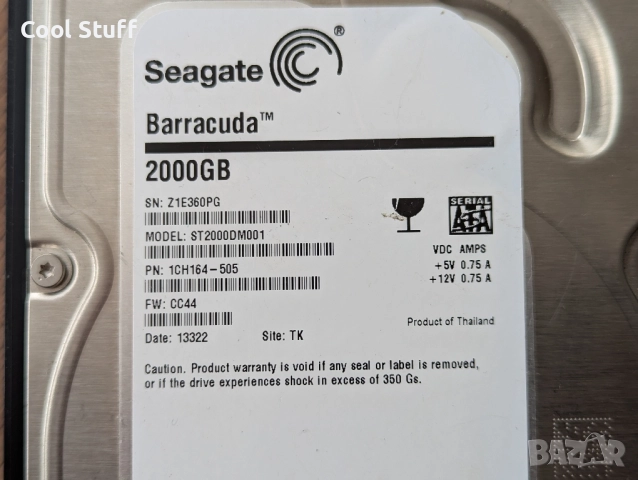 Cool Stuff
Seagate ®
Barracuda™
2000GB
SN: Z1E360PG
MODEL: ST2000DM001
PN: 1CH164-505
FW: CC44
Date: 13322 Site: TK
SERIAL
ATA
VDC AMPS
+5V 0.75 A
+12V 0.75 A
Product of Thailand
Caution. Product warranty is void if any seal or label is removed,
or if the drive experiences shock in excess of 350 Gs.
BAZAR